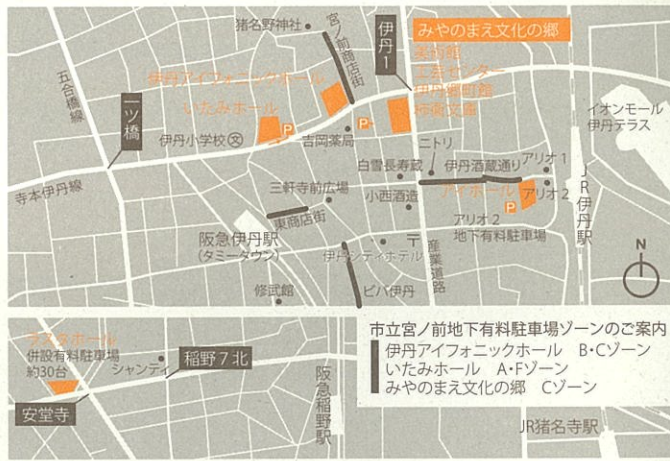 猪名野神社
宮ノ前商店街
伊丹1
みやのまえ文化の郷
美術館
工芸センター
伊丹郷町館
柿衞文庫
五合橋線
伊丹アイフォニックホール
いたみホール
一ツ橋
伊丹小学校 文
P
P
吉岡薬局
イオンモール
伊丹テラス
寺本伊丹線
白雪長寿蔵
ニトリ
伊丹酒蔵通り
アリオ1
三軒寺前広場
小西酒造
アイホール
アリオ2
P
東商店街
阪急伊丹駅
(タミータウン)
アリオ2
地下有料駐車場
JR伊丹駅
伊丹シティホテル
〒
産業道路
N
修武館
ビバ伊丹
ラスタホール
併設有料駐車場
約30台
シャンティ
稲野7北
安堂寺
阪急稲野駅
市立宮ノ前地下有料駐車場ゾーンのご案内
伊丹アイフォニックホール B・Cゾーン
いたみホール A・Fゾーン
みやのまえ文化の郷 Cゾーン
JR猪名寺駅